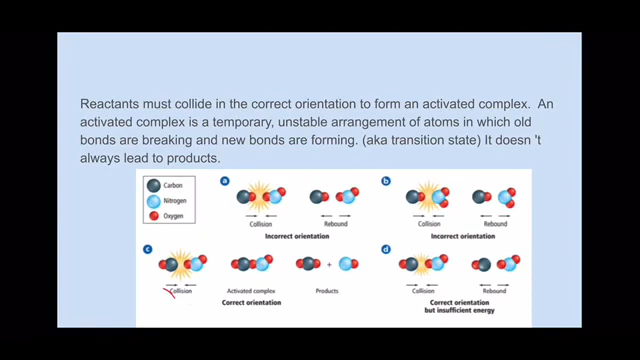 Reactants must collide in the correct orientation to form an activated complex.  An
activated complex is a temporary, unstable arrangement of atoms in which old
bonds are breaking and new bonds are forming. (aka transition state) It doesn 't
always lead to products.
Carbon
Nitrogen
Oxygen
a
Collision
Rebound
Incorrect orientation
b
Collision
Rebound
Incorrect orientation
c
Collision
Activated complex
+
Products
Correct orientation
d
Collision
Rebound
Correct orientation
but insufficient energy